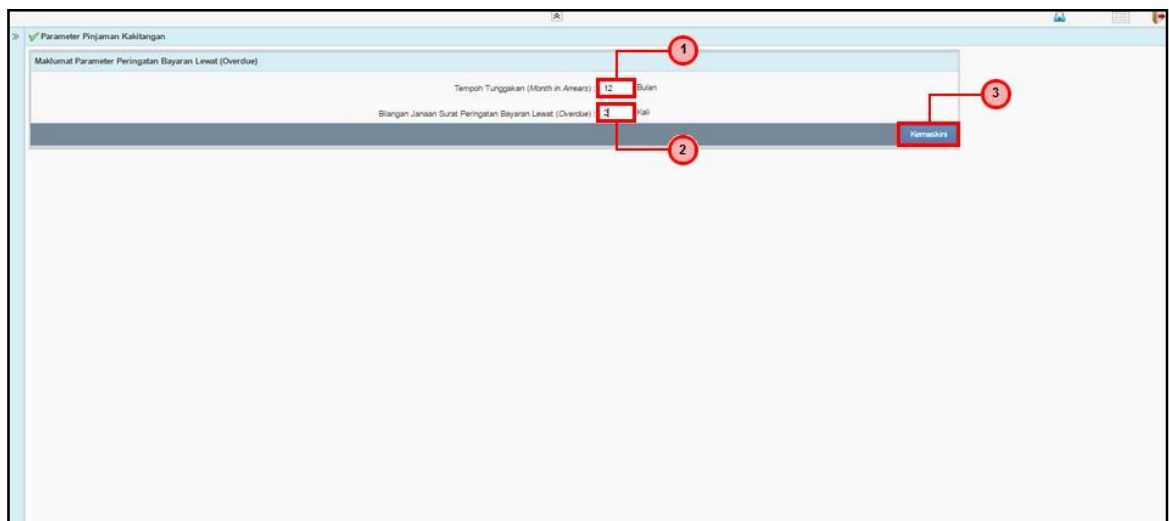 Parameter Pinjaman Kakitangan
Maklumat Parameter Peringatan Bayaran Lewat (Overdue)
1
Tempoh Tunggakan (Month in Arrears) : 12 Bulan
3
Bilangan Janaan Surat Peringatan Bayaran Lewat (Overdue) : Kali
Kemaskini
2